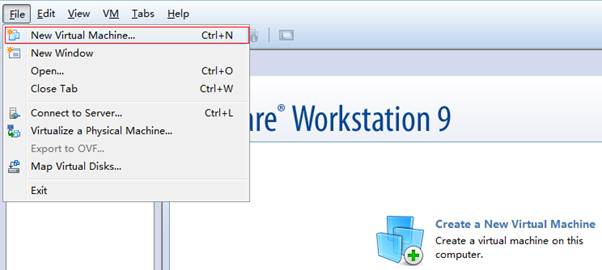 File Edit View VM Tabs Help
New Virtual Machine... Ctrl+N
New Window
Open... Ctrl+O
Close Tab Ctrl+W
Connect to Server... Ctrl+L
Virtualize a Physical Machine...
Export to OVF...
Map Virtual Disks...
Exit
are® Workstation 9
Create a New Virtual Machine
Create a virtual machine on this
computer.